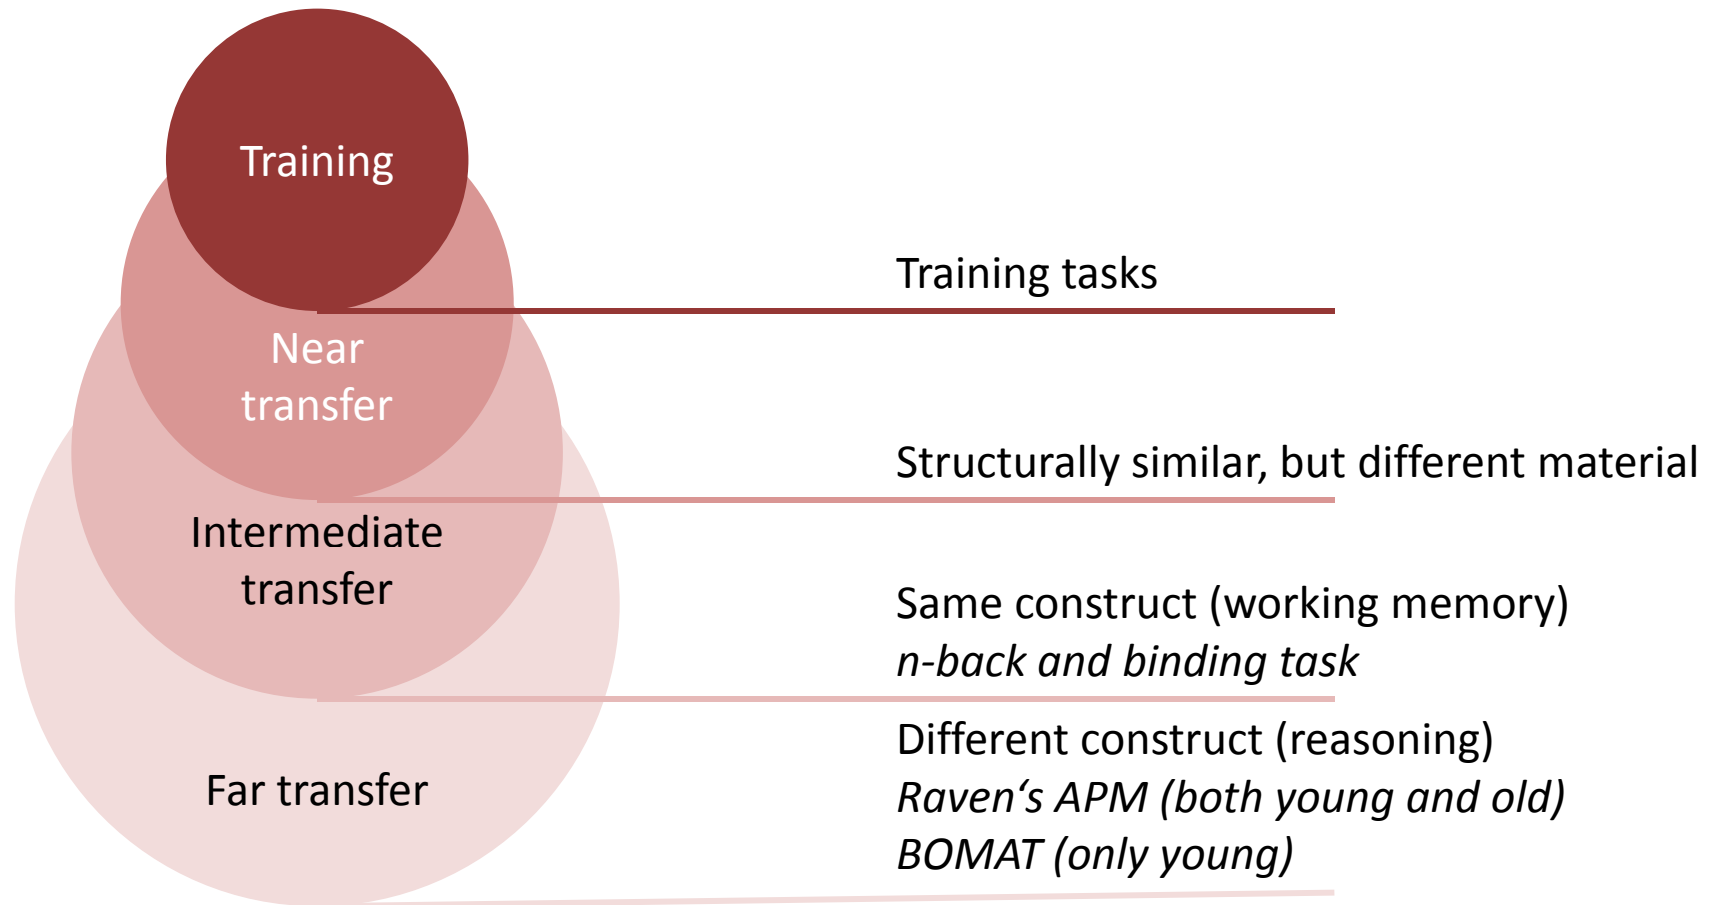 Training
Training tasks
Near
transfer
Structurally similar, but different material
Intermediate
transfer
Same construct (working memory)
n-back and binding task
Far transfer
Different construct (reasoning)
Raven‘s APM (both young and old)
BOMAT (only young)